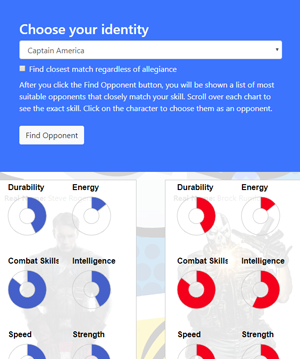 Choose your identity
Captain America
Find closest match regardless of allegiance
After you click the Find Opponent button, you will be shown a list of most
suitable opponents that closely match your skill. Scroll over each chart to
see the exact skill. Click on the character to choose them as an opponent.
Find Opponent
Durability Energy Durability Energy
Combat Skills Intelligence Combat Skills Intelligence
Speed Strength Speed Strength